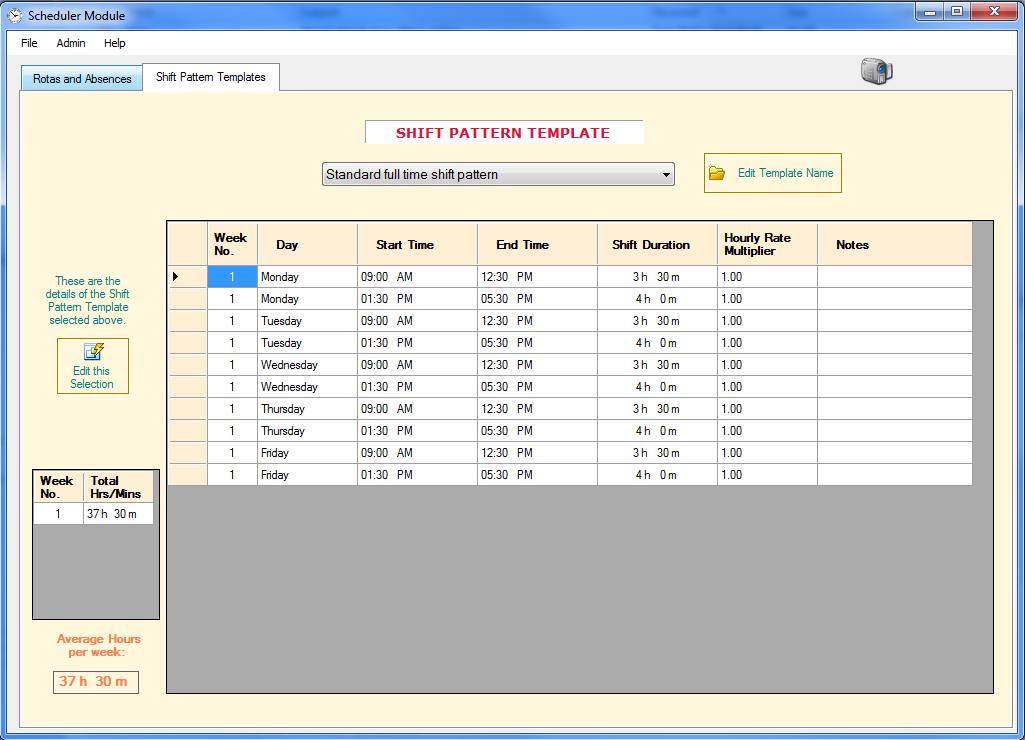 Scheduler Module
File Admin Help
Rotas and Absences Shift Pattern Templates
SHIFT PATTERN TEMPLATE
Standard full time shift pattern
Edit Template Name
Week No. Day Start Time End Time Shift Duration Hourly Rate Multiplier Notes
1 Monday 09:00 AM 12:30 PM 3 h 30 m 1.00
1 Monday 01:30 PM 05:30 PM 4 h 0 m 1.00
1 Tuesday 09:00 AM 12:30 PM 3 h 30 m 1.00
1 Tuesday 01:30 PM 05:30 PM 4 h 0 m 1.00
1 Wednesday 09:00 AM 12:30 PM 3 h 30 m 1.00
1 Wednesday 01:30 PM 05:30 PM 4 h 0 m 1.00
1 Thursday 09:00 AM 12:30 PM 3 h 30 m 1.00
1 Thursday 01:30 PM 05:30 PM 4 h 0 m 1.00
1 Friday 09:00 AM 12:30 PM 3 h 30 m 1.00
1 Friday 01:30 PM 05:30 PM 4 h 0 m 1.00
These are the
details of the Shift
Pattern Template
selected above.
Edit this
Selection
Week No. Total Hrs/Mins
1 37 h 30 m
Average Hours
per week:
37 h 30 m